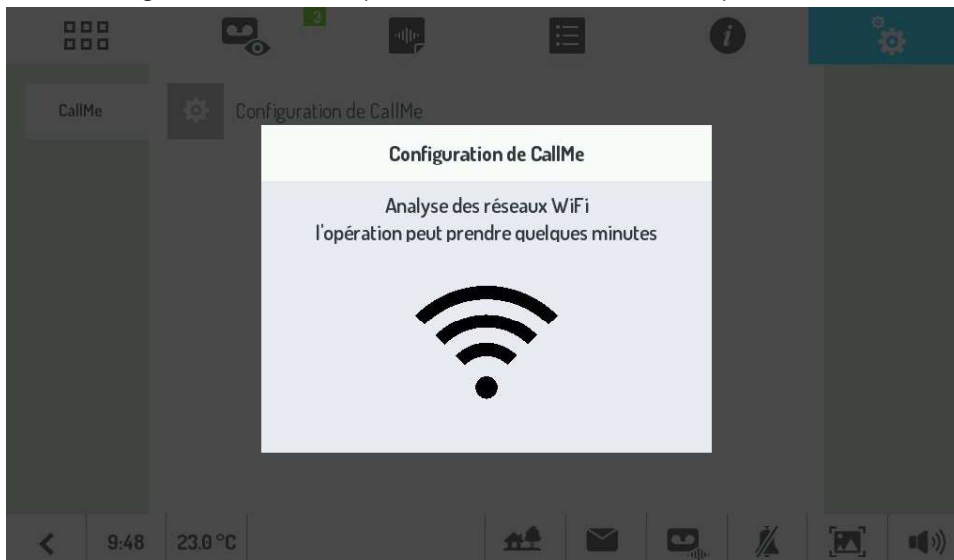 3
CallMe
Configuration de CallMe
Configuration de CallMe
Analyse des réseaux WiFi
l'opération peut prendre quelques minutes
9:48
23.0 °C